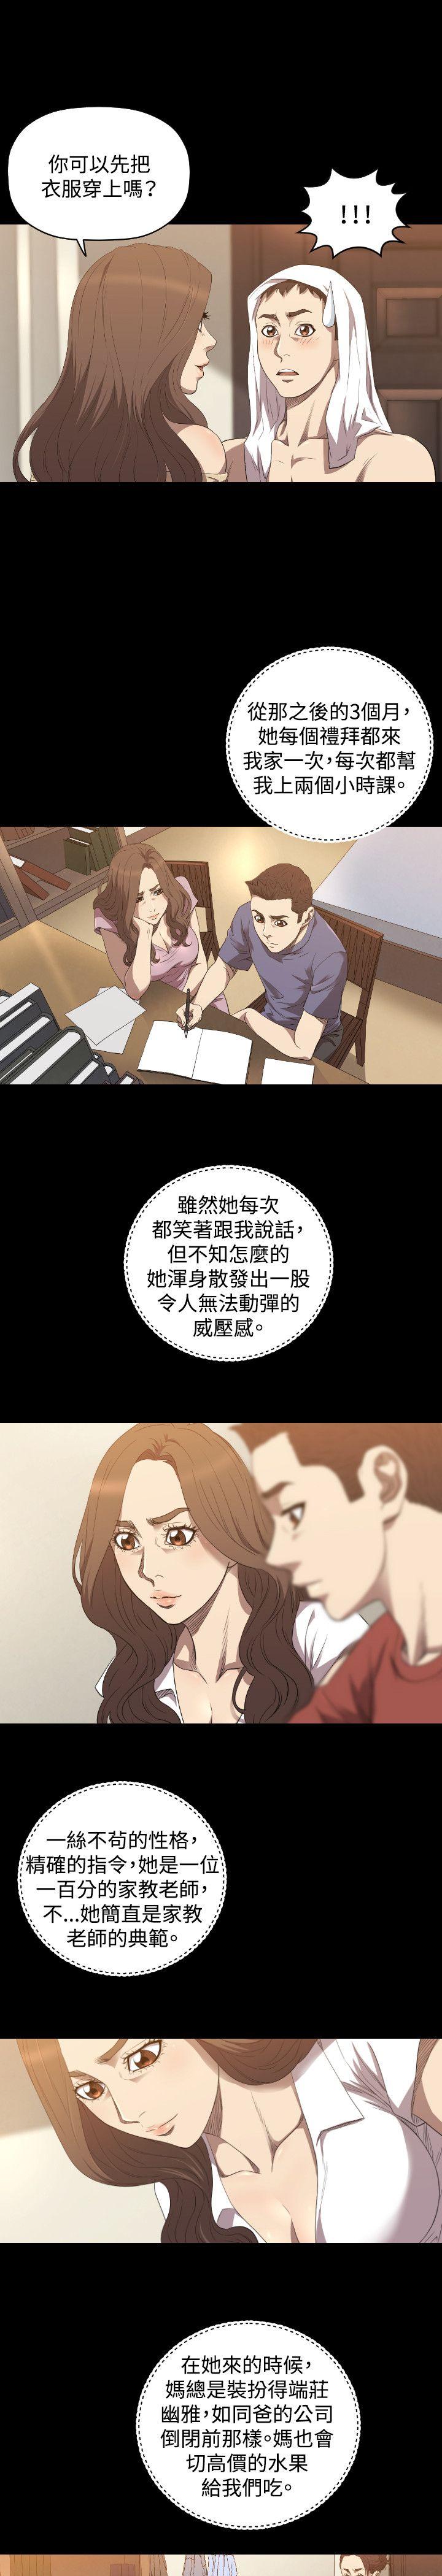 你可以先把
衣服穿上嗎？
！！！
從那之後的3個月，
她每個禮拜都來
我家一次，每次都幫
我上兩個小時課。
雖然她每次
都笑著跟我說話，
但不知怎麼的
她渾身散發出一股
令人無法動彈的
威壓感。
一絲不苟的性格，
精確的指令，她是一位
一百分的家教老師，
不...她簡直是家教
老師的典範。
在她來的時候，
媽總是裝扮得端莊
幽雅，如同爸的公司
倒閉前那樣。媽也會
切高價的水果
給我們吃。